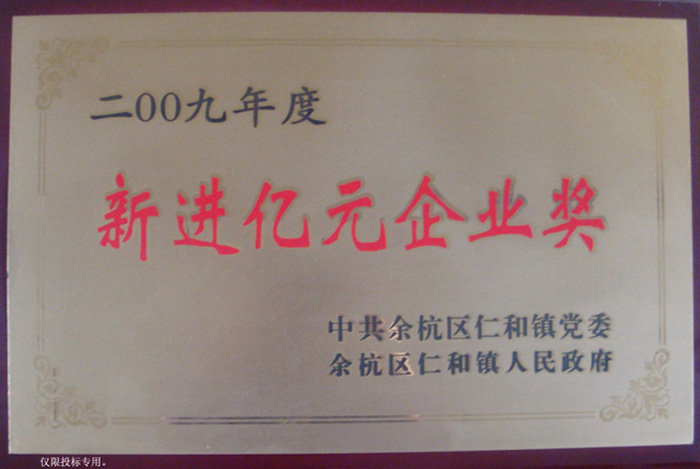 二00九年度
新进亿元企业奖
中共余杭区仁和镇党委
余杭区仁和镇人民政府
仅限投标专用。